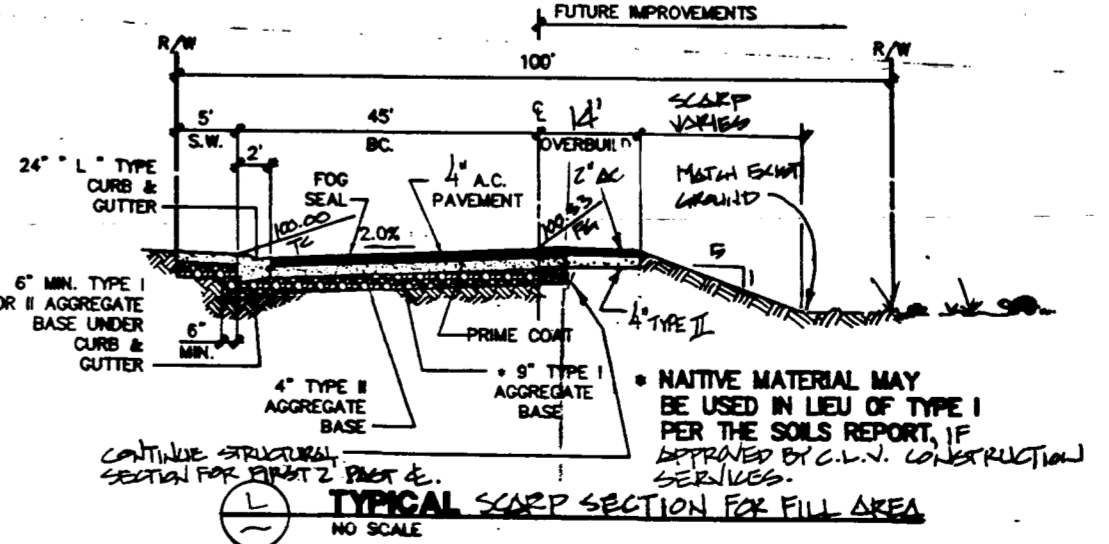 FUTURE IMPROVEMENTS
R/W
R/W
100'
5'
S.W.
45'
BC.
℄
14'
OVERBUILD
SCARP
VARIES
2'
24" "L" TYPE
CURB &
GUTTER
FOG
SEAL
4" A.C.
PAVEMENT
2" AC
MATCH EXIST
GROUND
100.00
TC
2.0%
100.83
FG
5
1
6" MIN. TYPE I
OR II AGGREGATE
BASE UNDER
CURB &
GUTTER
6"
MIN.
PRIME COAT
4" TYPE II
4" TYPE II
AGGREGATE
BASE
* 9" TYPE I
AGGREGATE
BASE
* NAITIVE MATERIAL MAY
BE USED IN LIEU OF TYPE I
PER THE SOILS REPORT, IF
APPROVED BY C.L.V. CONSTRUCTION
SERVICES.
CONTINUE STRUCTURAL
SECTION FOR FIRST 2' PAST ℄.
L
~
TYPICAL SCARP SECTION FOR FILL AREA
NO SCALE